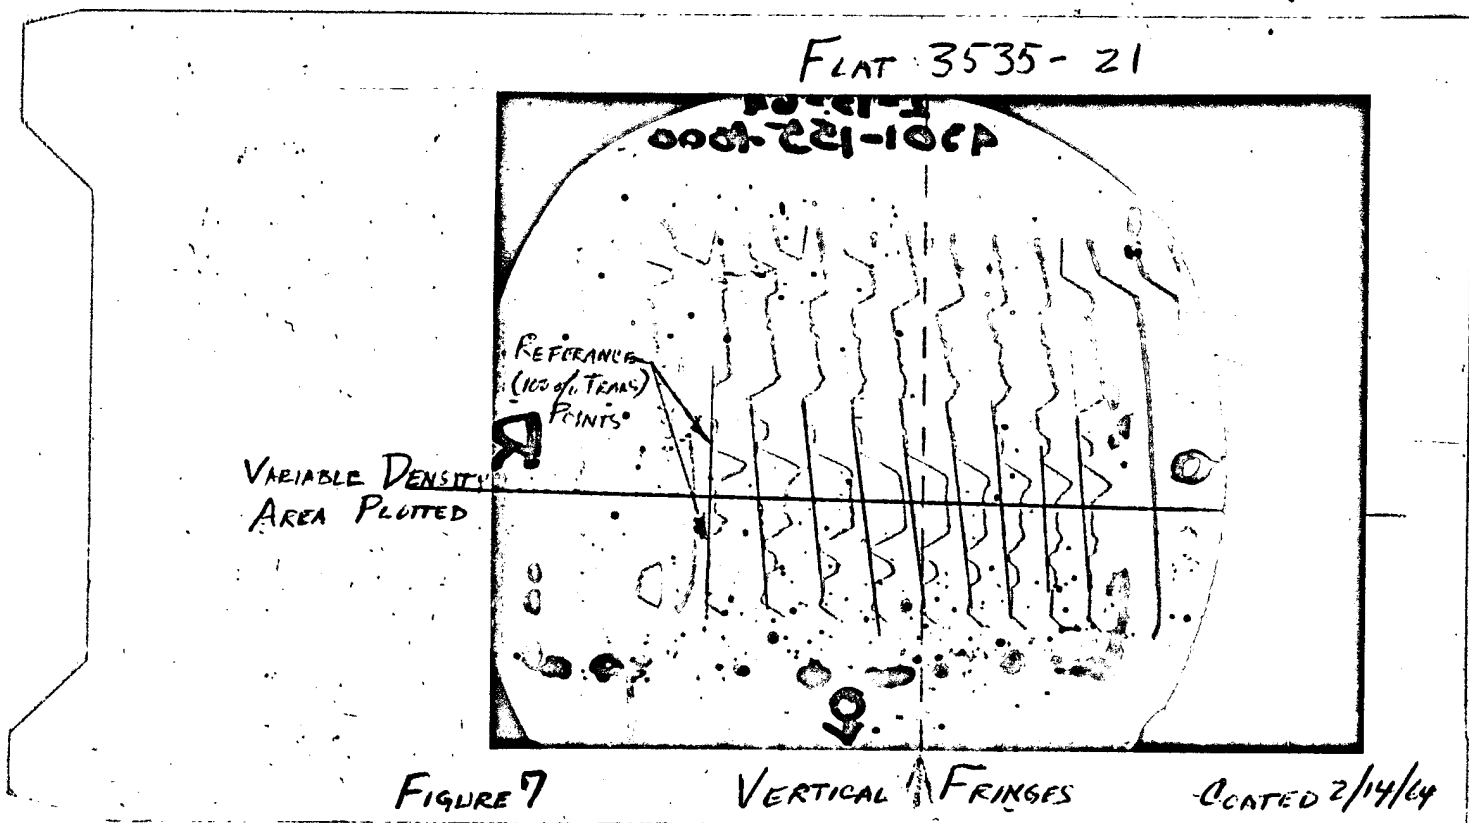 FLAT 3535-21
REFERANCE
(100% TRANS)
POINTS
VARIABLE DENSITY
AREA PLOTTED
FIGURE 7
VERTICAL FRINGES
COATED 2/14/64